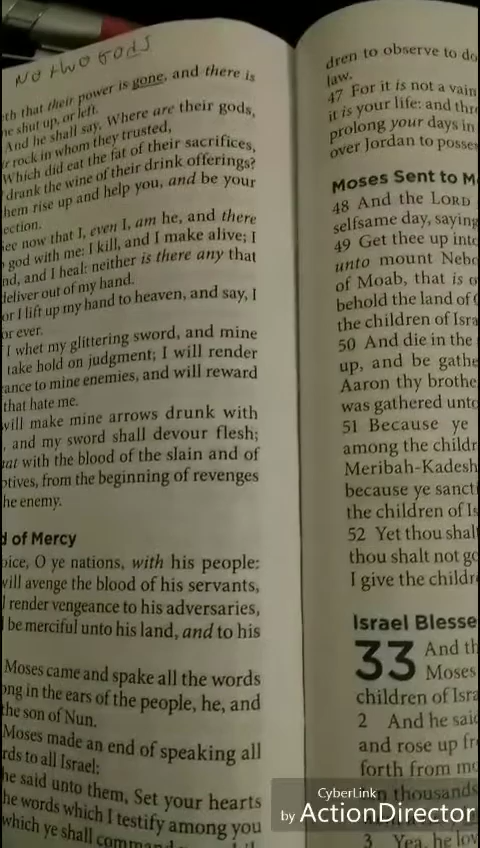 No two Gods
eth that their power is gone, and there is
ne shut up, or left.
And he shall say, Where are their gods,
ir rock in whom they trusted,
Which did eat the fat of their sacrifices,
drank the wine of their drink offerings?
hem rise up and help you, and be your
ection.
See now that I, even I, am he, and there
god with me: I kill, and I make alive; I
nd, and I heal: neither is there any that
deliver out of my hand.
or I lift up my hand to heaven, and say, I
or ever.
I whet my glittering sword, and mine
take hold on judgment; I will render
eance to mine enemies, and will reward
that hate me.
will make mine arrows drunk with
, and my sword shall devour flesh;
hat with the blood of the slain and of
ptives, from the beginning of revenges
he enemy.
d of Mercy
oice, O ye nations, with his people:
will avenge the blood of his servants,
l render vengeance to his adversaries,
l be merciful unto his land, and to his
Moses came and spake all the words
ong in the ears of the people, he, and
the son of Nun.
Moses made an end of speaking all
rds to all Israel:
he said unto them, Set your hearts
he words which I testify among you
which ye shall command
dren to observe to do
law.
47 For it is not a vain
it is your life: and thr
prolong your days in
over Jordan to posse
Moses Sent to M
48 And the LORD
selfsame day, saying
49 Get thee up into
unto mount Nebo
of Moab, that is o
behold the land of C
the children of Isra
50 And die in the
up, and be gathe
Aaron thy brothe
was gathered unto
51 Because ye
among the childr
Meribah-Kadesh
because ye sancti
the children of Is
52 Yet thou shal
thou shalt not go
I give the childr
Israel Blesse
33 And th
Moses
children of Isra
2 And he said
and rose up fr
forth from mo
ten thousands
3 Yea, he lov
CyberLink
by ActionDirector